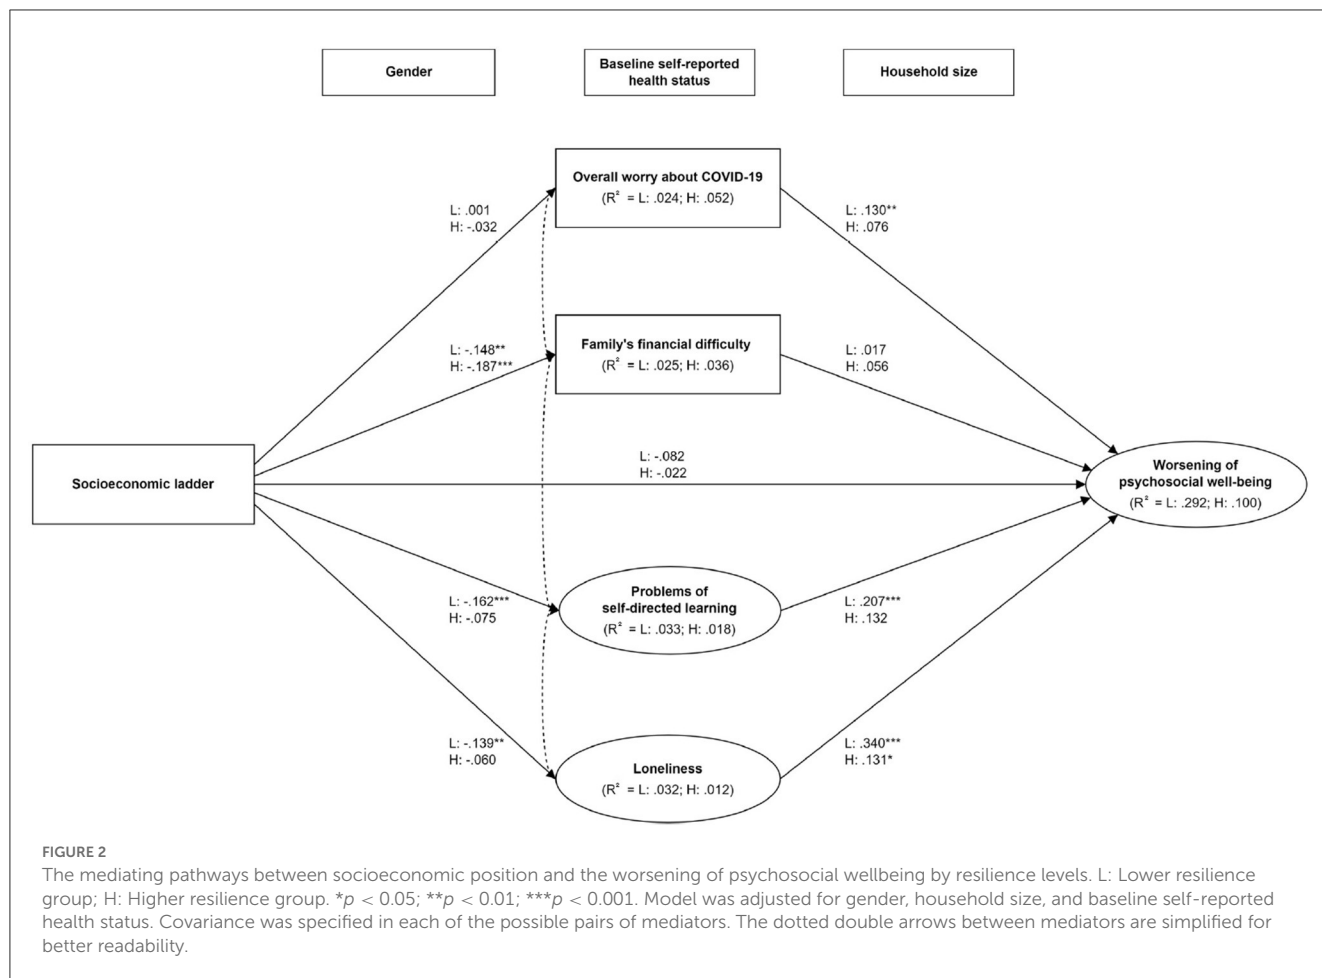 Gender
Baseline self-reported
health status
Household size
Overall worry about COVID-19
(R² = L: .024; H: .052)
L: .001
H: -.032
L: .130**
H: .076
Family's financial difficulty
(R² = L: .025; H: .036)
L: -.148**
H: -.187***
L: .017
H: .056
Socioeconomic ladder
L: -.082
H: -.022
Worsening of
psychosocial well-being
(R² = L: .292; H: .100)
Problems of
self-directed learning
(R² = L: .033; H: .018)
L: -.162***
H: -.075
L: .207***
H: .132
L: -.139**
H: -.060
Loneliness
(R² = L: .032; H: .012)
L: .340***
H: .131*
FIGURE 2
The mediating pathways between socioeconomic position and the worsening of psychosocial wellbeing by resilience levels. L: Lower resilience
group; H: Higher resilience group. *p < 0.05; **p < 0.01; ***p < 0.001. Model was adjusted for gender, household size, and baseline self-reported
health status. Covariance was specified in each of the possible pairs of mediators. The dotted double arrows between mediators are simplified for
better readability.